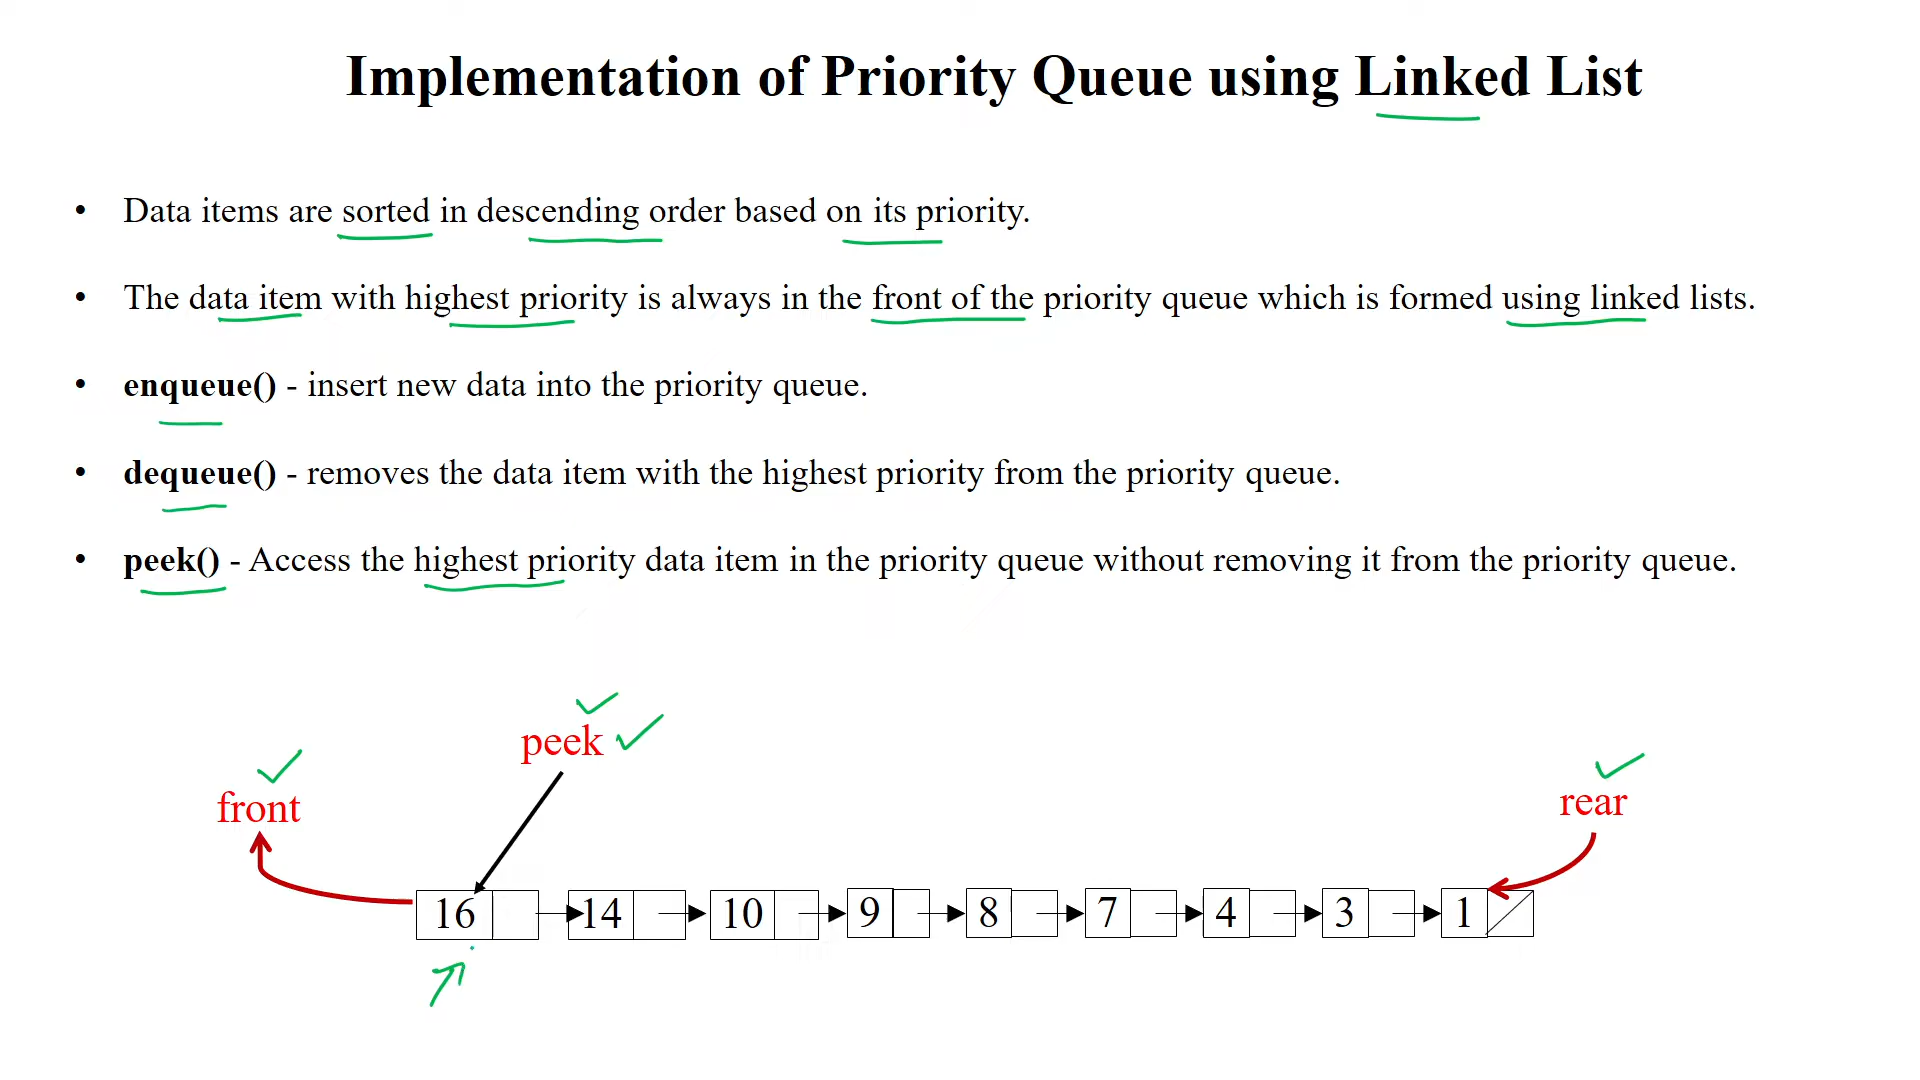 Implementation of Priority Queue using Linked List
• Data items are sorted in descending order based on its priority.
• The data item with highest priority is always in the front of the priority queue which is formed using linked lists.
• enqueue() - insert new data into the priority queue.
• dequeue() - removes the data item with the highest priority from the priority queue.
• peek() - Access the highest priority data item in the priority queue without removing it from the priority queue.
peek
front
rear
16 14 10 9 8 7 4 3 1